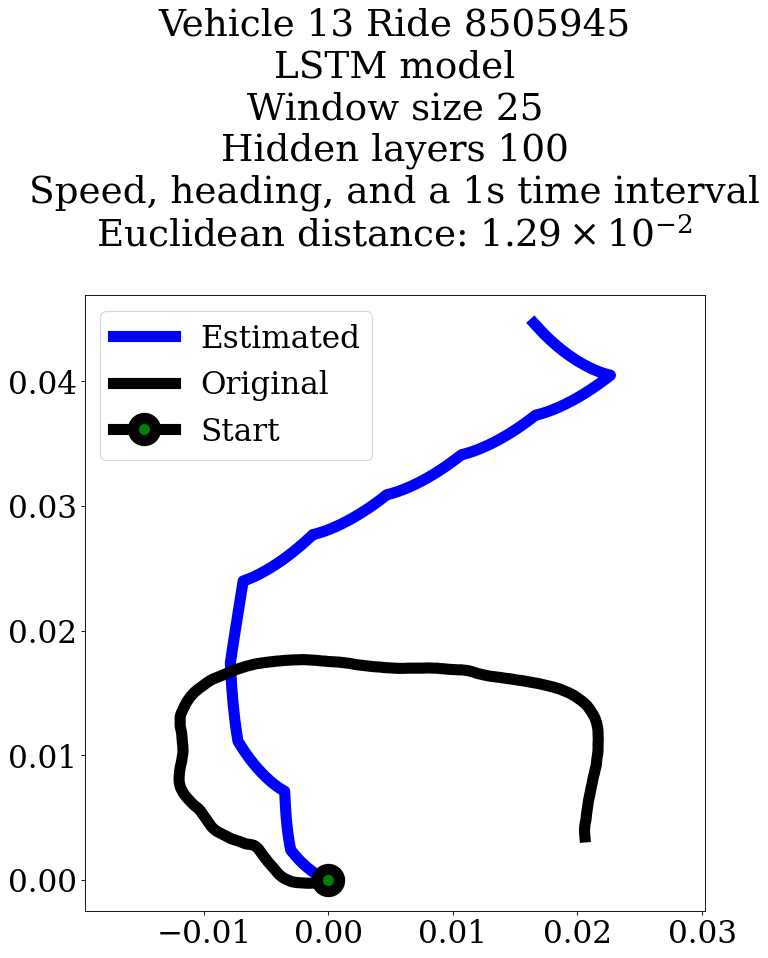 Vehicle 13 Ride 8505945
LSTM model
Window size 25
Hidden layers 100
Speed, heading, and a 1s time interval
Euclidean distance: 1.29 × 10⁻²
Estimated
Original
Start
0.04
0.03
0.02
0.01
0.00
−0.01 0.00 0.01 0.02 0.03